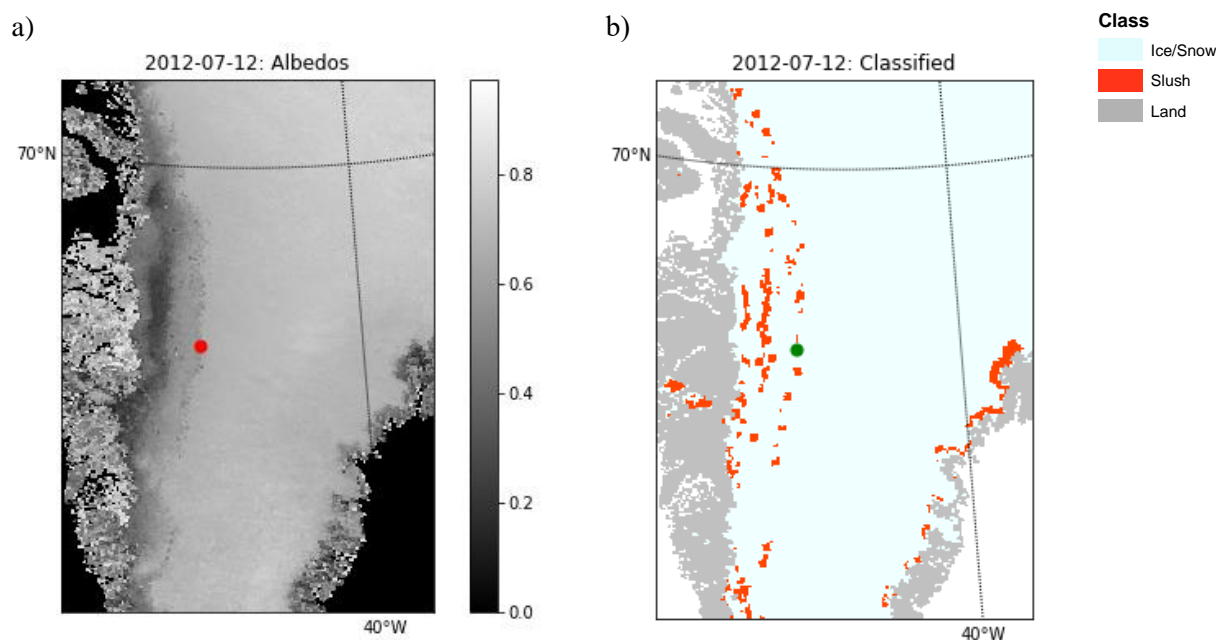 a)
2012-07-12: Albedos
70°N
40°W
0.8
0.6
0.4
0.2
0.0
b)
2012-07-12: Classified
70°N
40°W
Class
Ice/Snow
Slush
Land